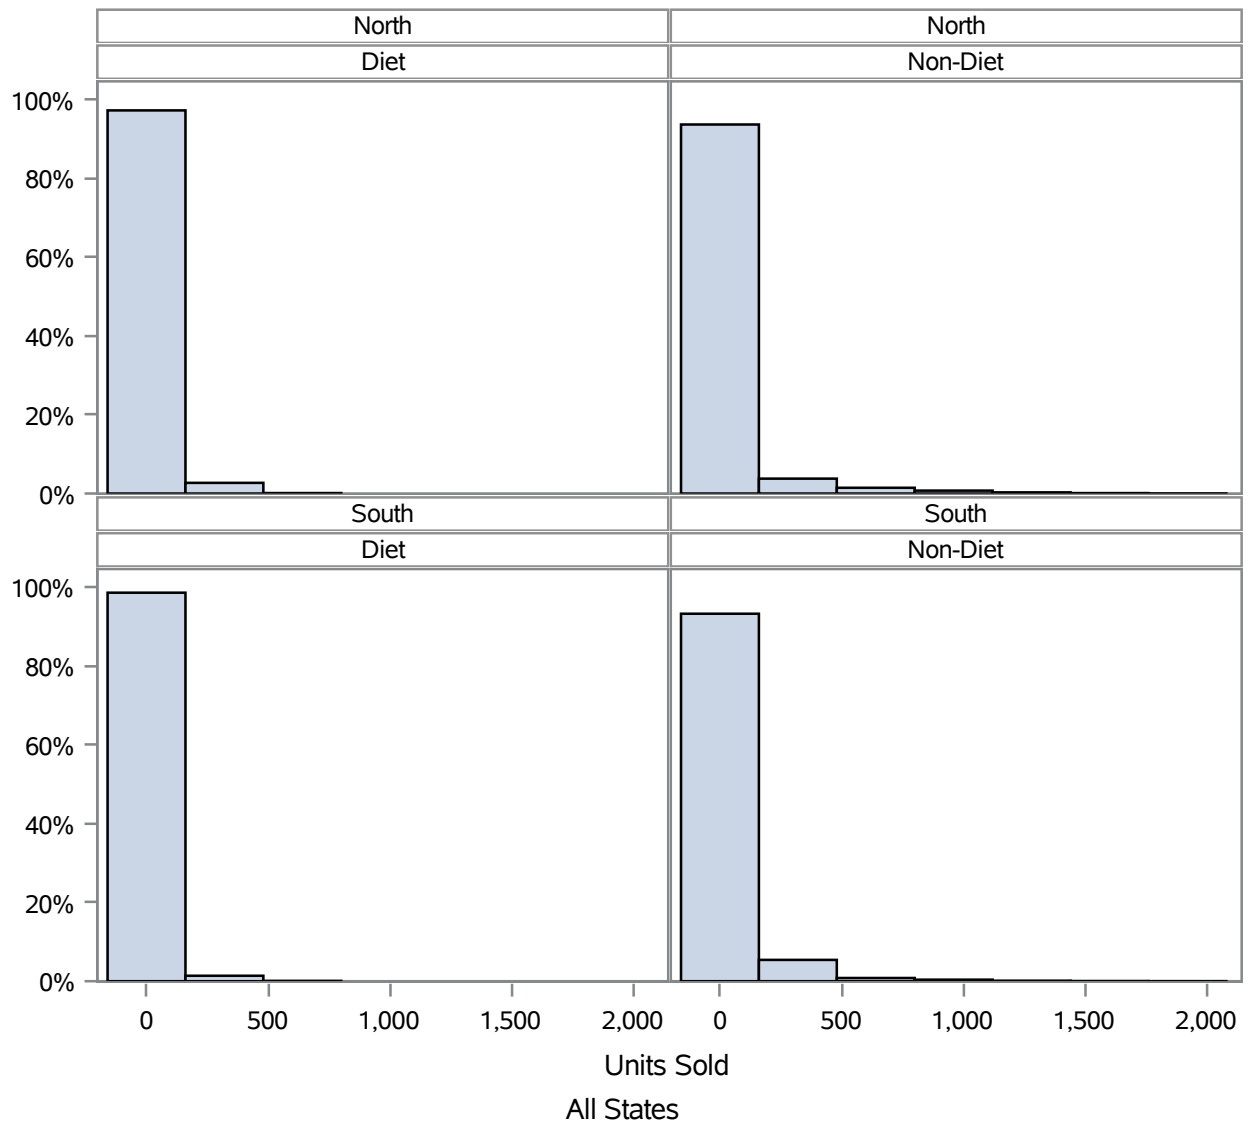 North North
Diet Non-Diet
100%
80%
60%
40%
20%
0%
South South
Diet Non-Diet
100%
80%
60%
40%
20%
0%
0 500 1,000 1,500 2,000 0 500 1,000 1,500 2,000
Units Sold
All States